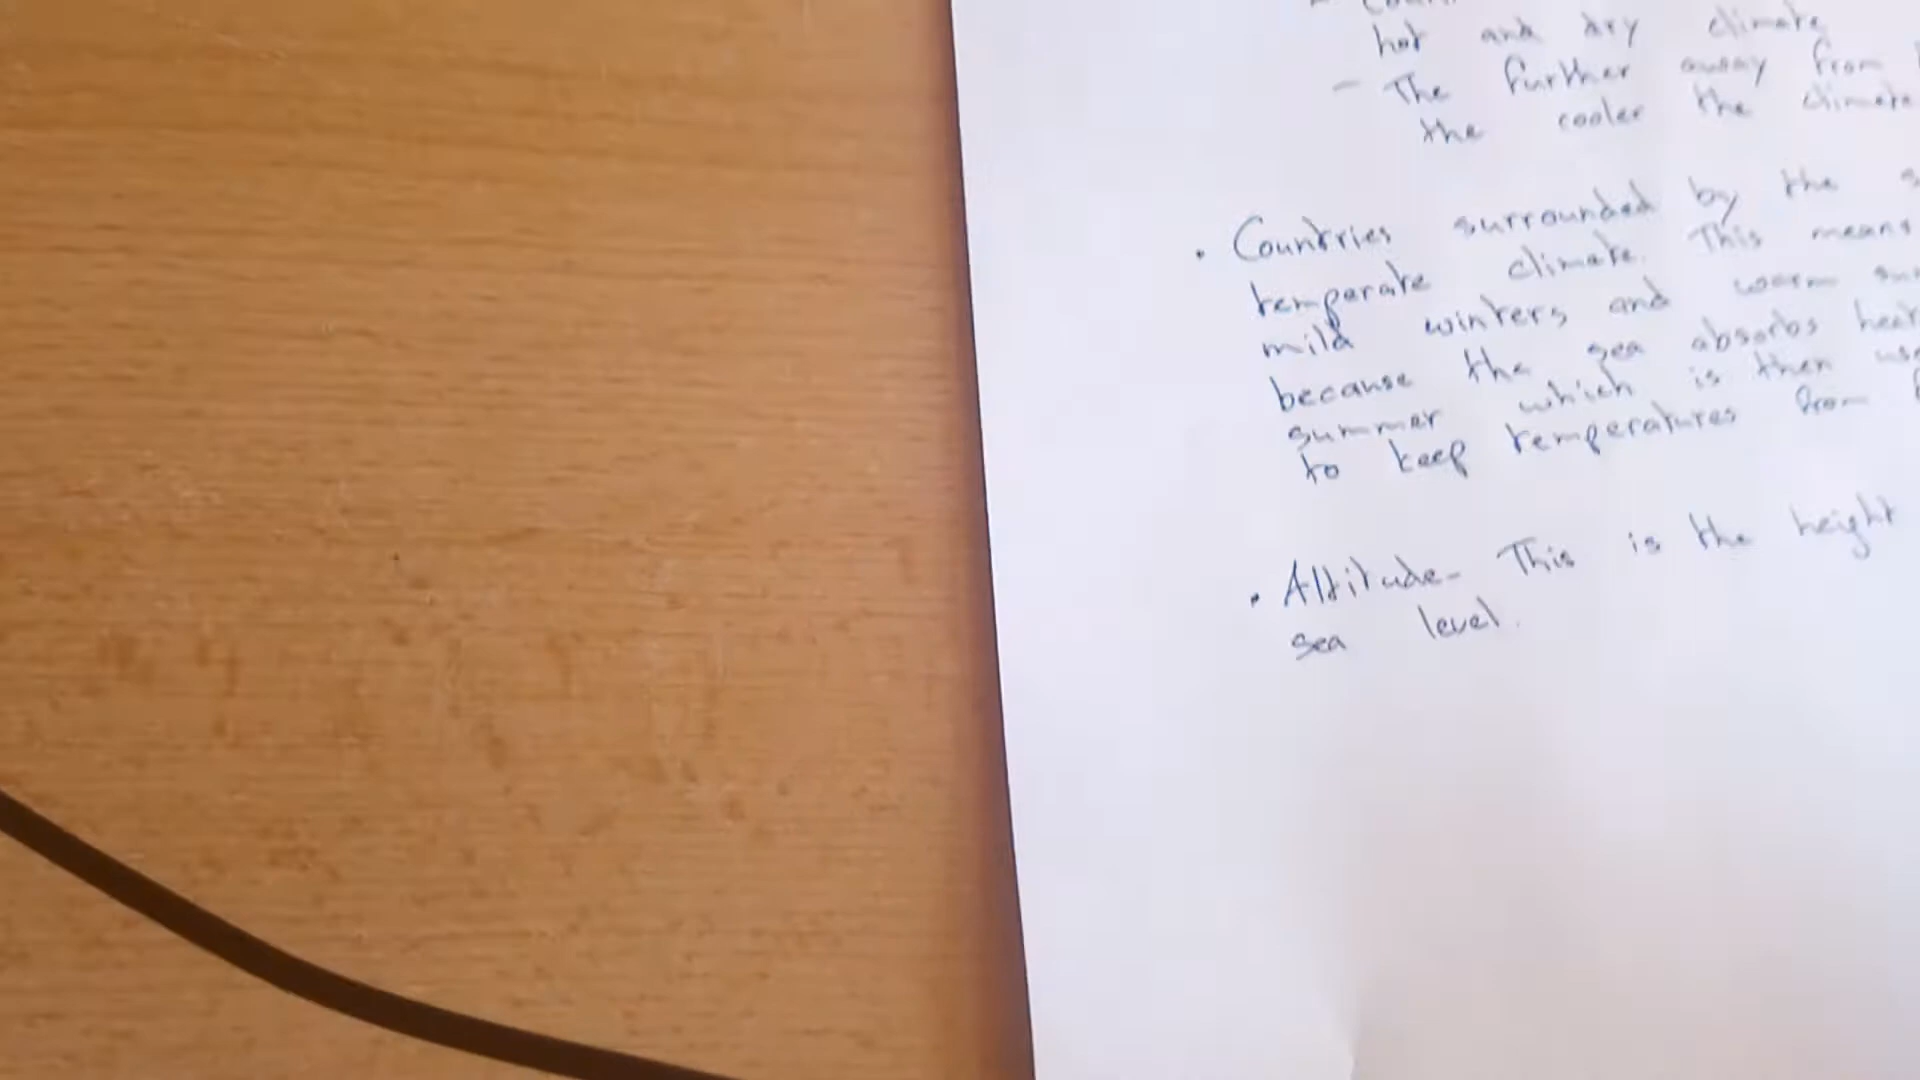 hot and dry climate
- The further away from
the cooler the climate
• Countries surrounded by the
temperate climate. This means
mild winters and warm
because the sea absorbs heat
summer which is then
to keep temperatures from
• Altitude- This is the height
sea level.